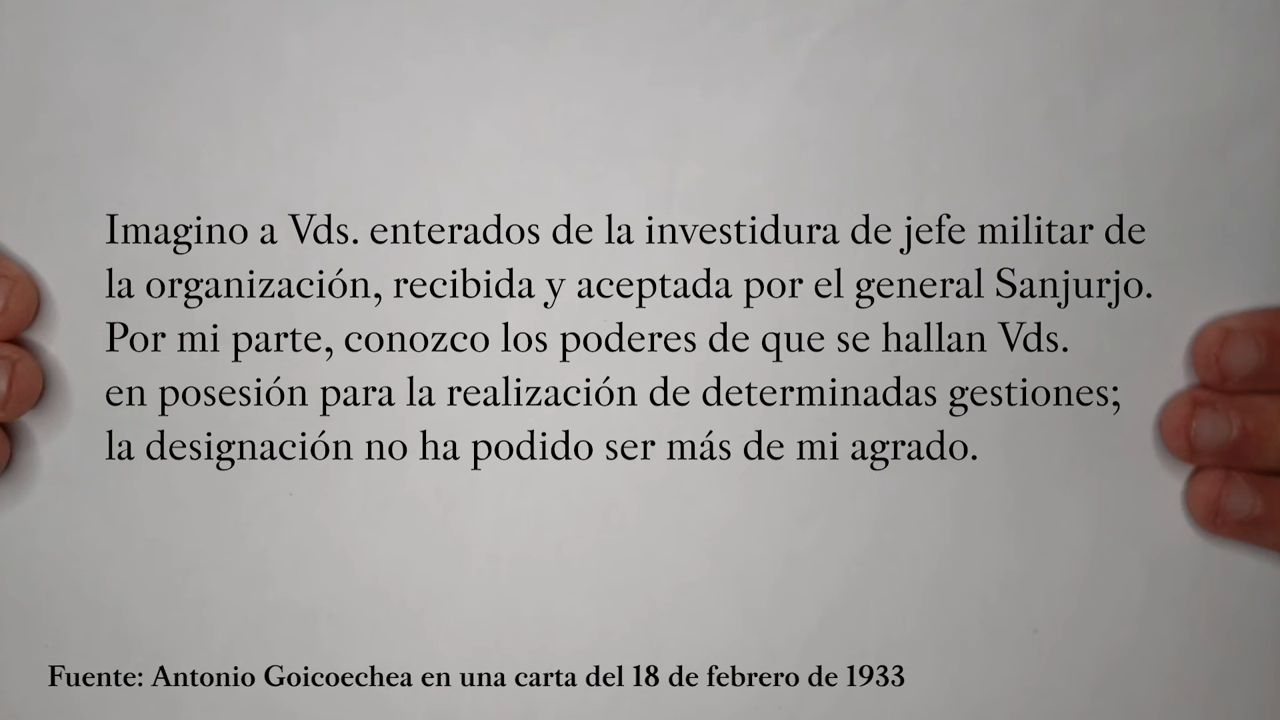 Imagino a Vds. enterados de la investidura de jefe militar de
la organización, recibida y aceptada por el general Sanjurjo.
Por mi parte, conozco los poderes de que se hallan Vds.
en posesión para la realización de determinadas gestiones;
la designación no ha podido ser más de mi agrado.
Fuente: Antonio Goicoechea en una carta del 18 de febrero de 1933